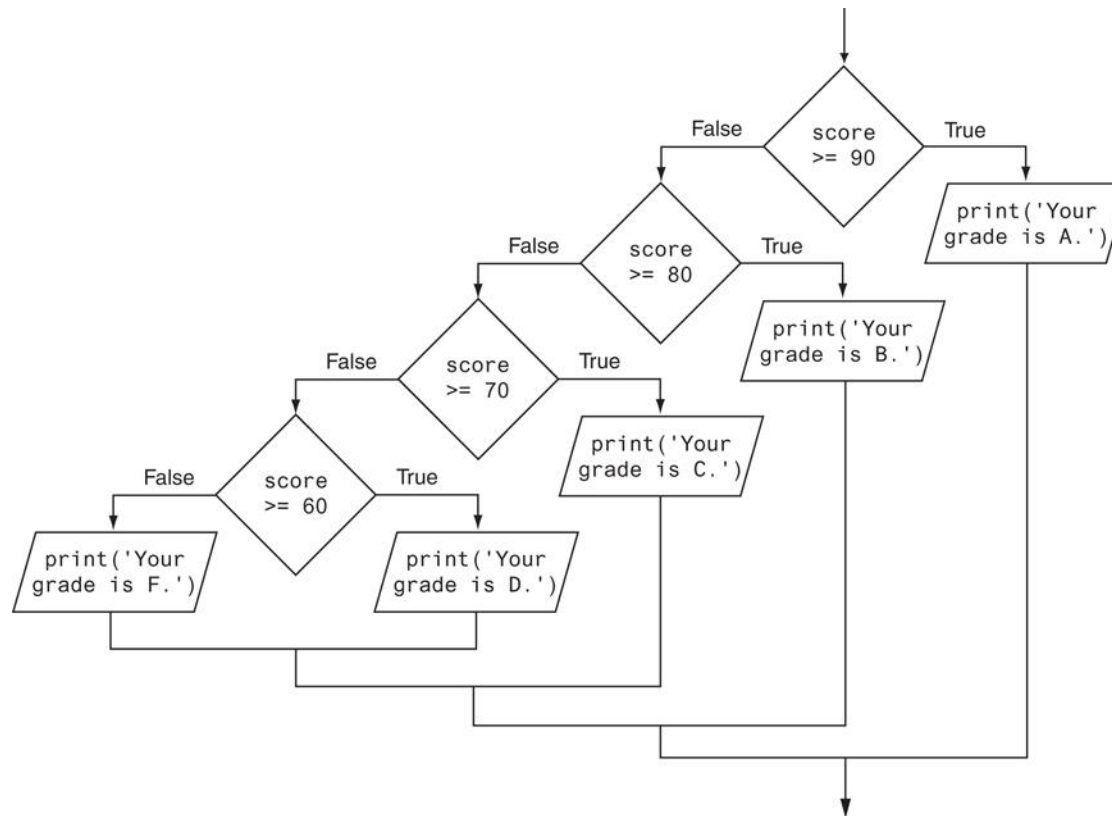 False
True
score
>= 90
print('Your
grade is A.')
False
True
score
>= 80
print('Your
grade is B.')
False
True
score
>= 70
print('Your
grade is C.')
False
True
score
>= 60
print('Your
grade is F.')
print('Your
grade is D.')